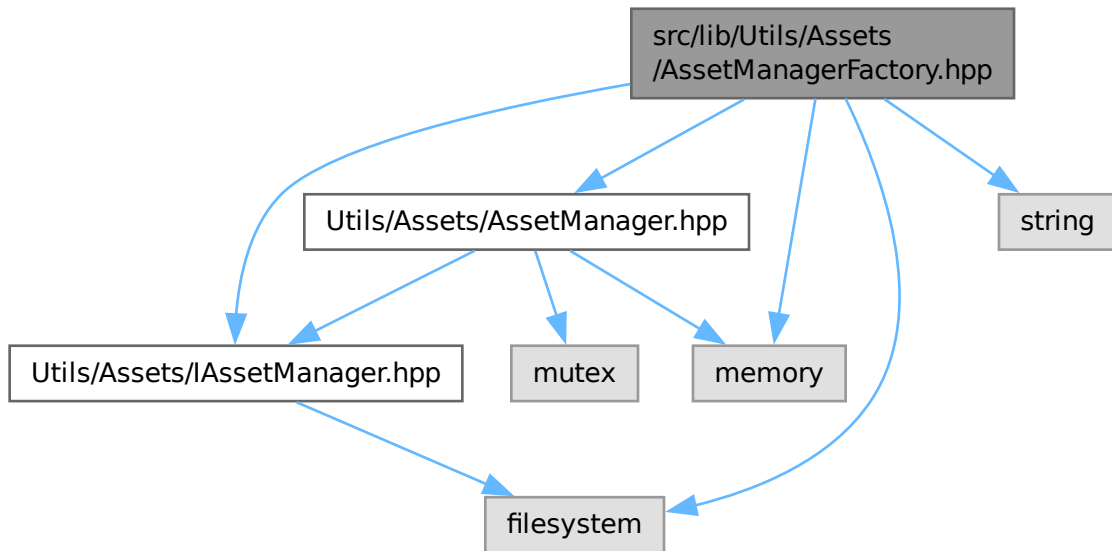 src/lib/Utils/Assets
/AssetManagerFactory.hpp
Utils/Assets/AssetManager.hpp
string
Utils/Assets/IAssetManager.hpp
mutex
memory
filesystem